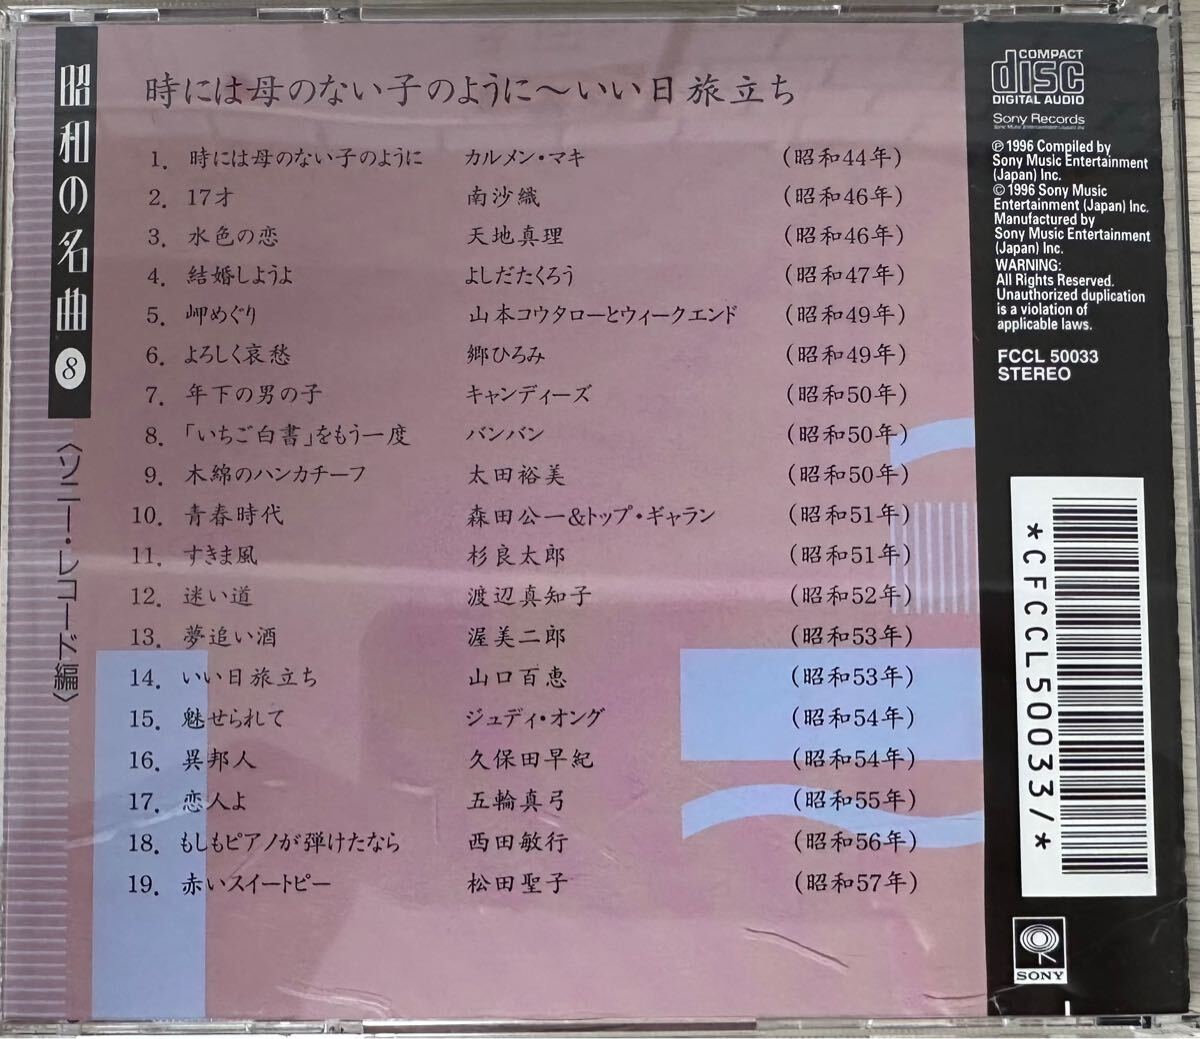 昭和の名曲 8
〈ソニー・レコード編〉
時には母のない子のように〜いい日旅立ち
1. 時には母のない子のように カルメン・マキ (昭和44年)
2. 17才 南沙織 (昭和46年)
3. 水色の恋 天地真理 (昭和46年)
4. 結婚しようよ よしだたくろう (昭和47年)
5. 岬めぐり 山本コウタローとウィークエンド (昭和49年)
6. よろしく哀愁 郷ひろみ (昭和49年)
7. 年下の男の子 キャンディーズ (昭和50年)
8. 「いちご白書」をもう一度 バンバン (昭和50年)
9. 木綿のハンカチーフ 太田裕美 (昭和50年)
10. 青春時代 森田公一&トップ・ギャラン (昭和51年)
11. すきま風 杉良太郎 (昭和51年)
12. 迷い道 渡辺真知子 (昭和52年)
13. 夢追い酒 渥美二郎 (昭和53年)
14. いい日旅立ち 山口百恵 (昭和53年)
15. 魅せられて ジュディ・オング (昭和54年)
16. 異邦人 久保田早紀 (昭和54年)
17. 恋人よ 五輪真弓 (昭和55年)
18. もしもピアノが弾けたなら 西田敏行 (昭和56年)
19. 赤いスイートピー 松田聖子 (昭和57年)
COMPACT
disc
DIGITAL AUDIO
Sony Records
℗ 1996 Compiled by
Sony Music Entertainment
(Japan) Inc.
© 1996 Sony Music
Entertainment (Japan) Inc.
Manufactured by
Sony Music Entertainment
(Japan) Inc.
WARNING:
All Rights Reserved.
Unauthorized duplication
is a violation of
applicable laws.
FCCL 50033
STEREO
*CFCCL50033/*
SONY